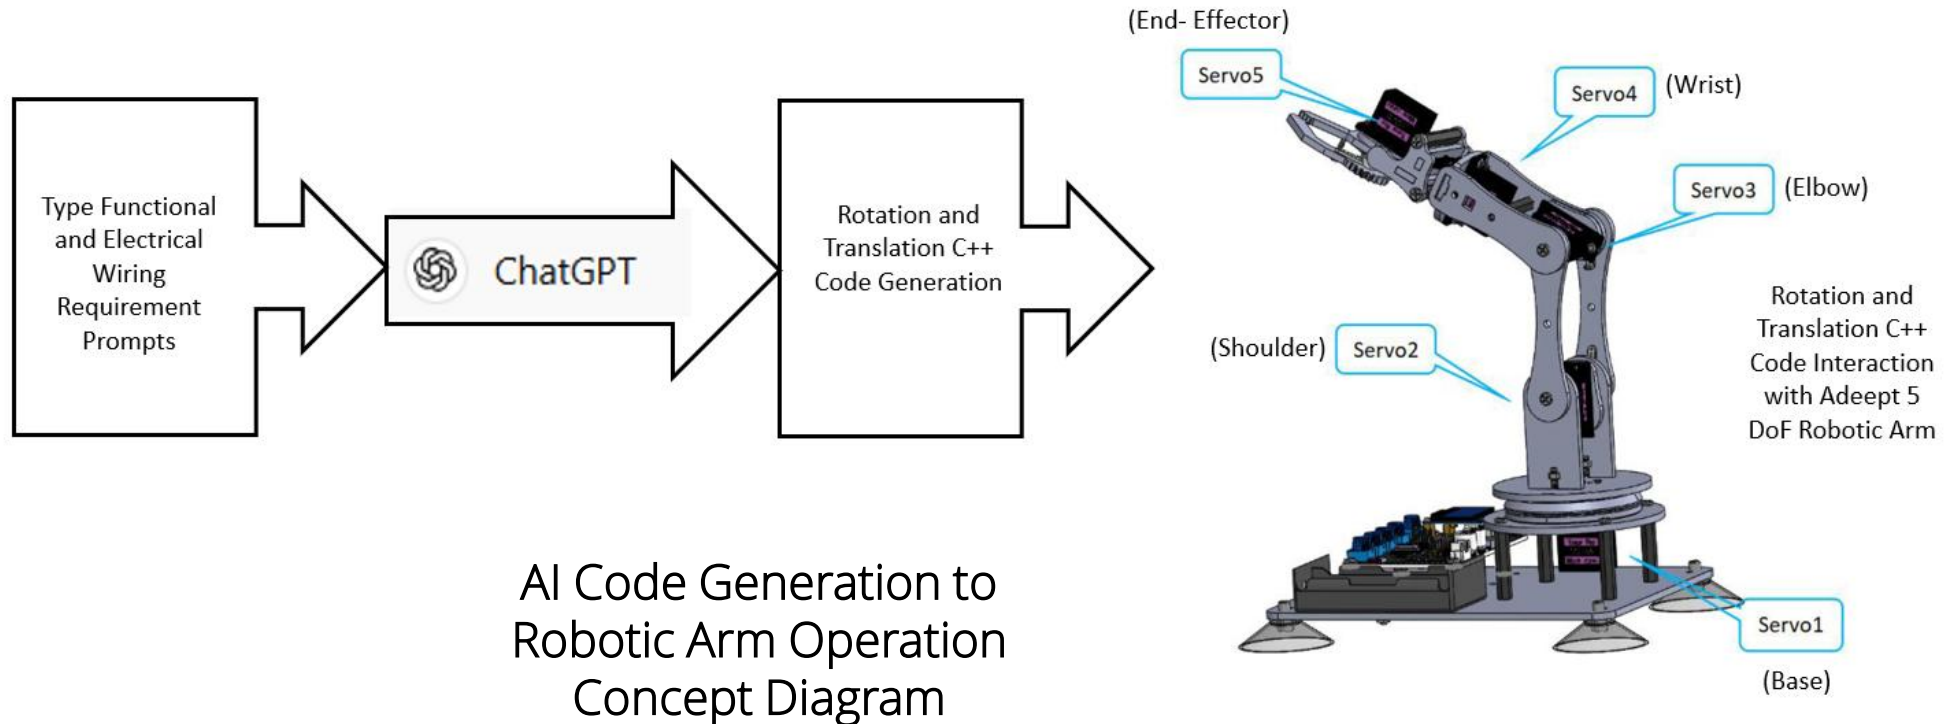 Type Functional
and Electrical
Wiring
Requirement
Prompts
ChatGPT
Rotation and
Translation C++
Code Generation
(End- Effector)
Servo5
Servo4
(Wrist)
Servo3
(Elbow)
(Shoulder)
Servo2
Rotation and
Translation C++
Code Interaction
with Adeept 5
DoF Robotic Arm
Servo1
(Base)
AI Code Generation to
Robotic Arm Operation
Concept Diagram